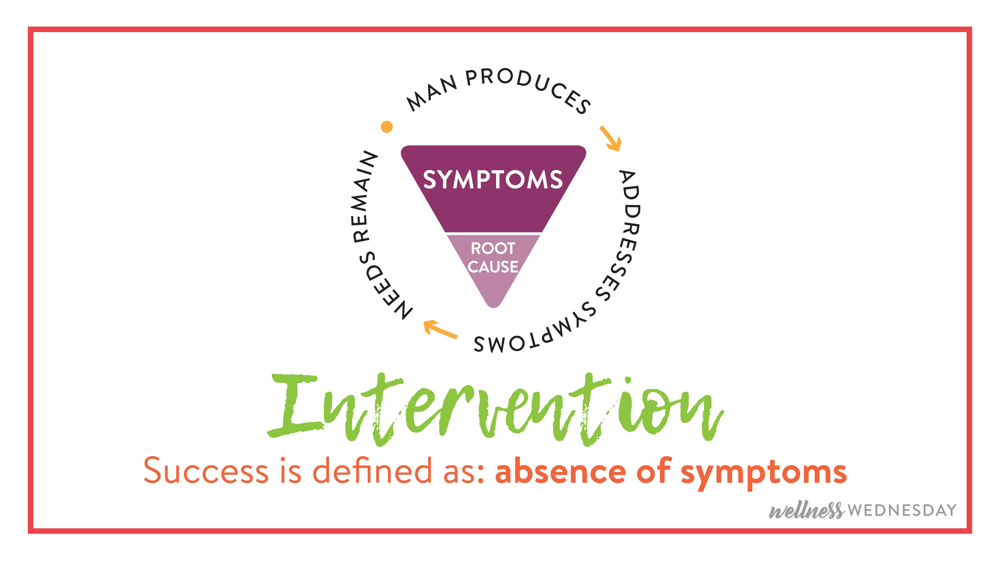 MAN PRODUCES
ADDRESSES SYMPTOMS
NEEDS REMAIN
SYMPTOMS
ROOT
CAUSE
Intervention
Success is defined as: absence of symptoms
wellness WEDNESDAY